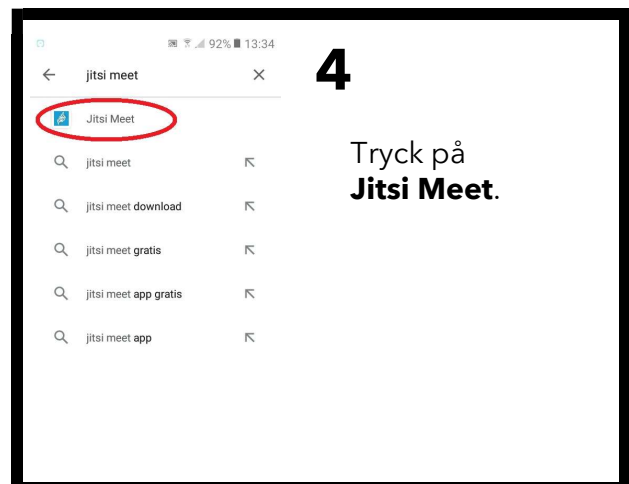 92% 13:34
jitsi meet
Jitsi Meet
jitsi meet
jitsi meet download
jitsi meet gratis
jitsi meet app gratis
jitsi meet app
4
Tryck på
Jitsi Meet.